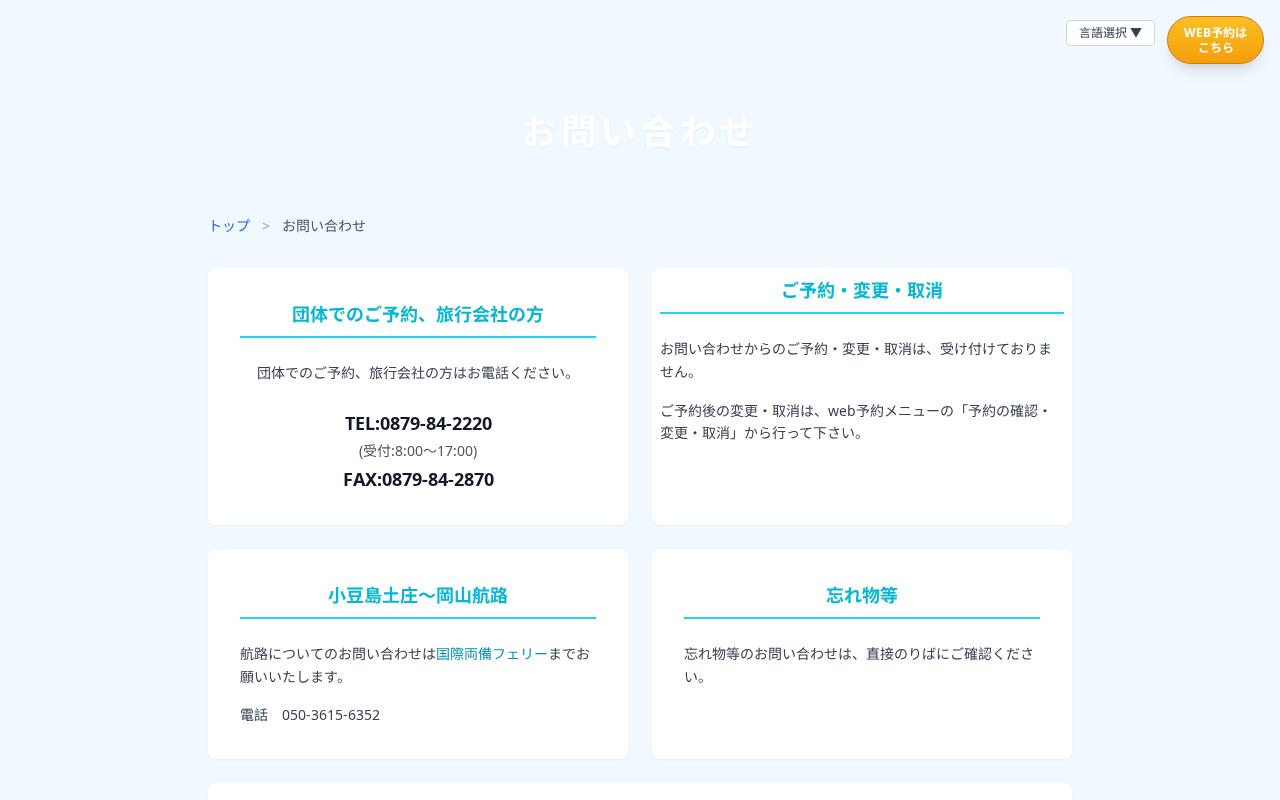 言語選択 ▼
WEB予約は
こちら
お問い合わせ
トップ > お問い合わせ
団体でのご予約、旅行会社の方
団体でのご予約、旅行会社の方はお電話ください。
TEL:0879-84-2220
(受付:8:00～17:00)
FAX:0879-84-2870
ご予約・変更・取消
お問い合わせからのご予約・変更・取消は、受け付けておりま
せん。
ご予約後の変更・取消は、web予約メニューの「予約の確認・
変更・取消」から行って下さい。
小豆島土庄～岡山航路
航路についてのお問い合わせは国際両備フェリーまでお
願いいたします。
電話　050-3615-6352
忘れ物等
忘れ物等のお問い合わせは、直接のりばにご確認くださ
い。